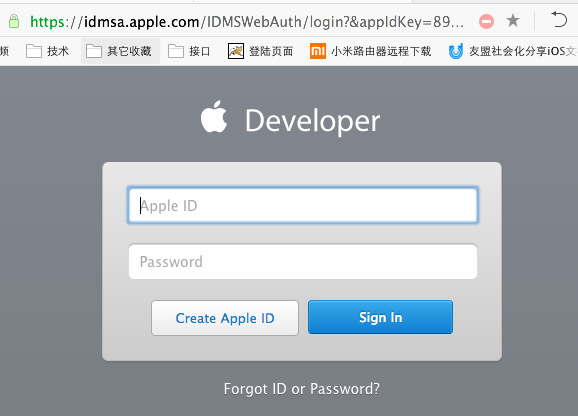 https://idmsa.apple.com/IDMSWebAuth/login?&appIdKey=89...
频 技术 其它收藏 接口 登陆页面 小米路由器远程下载 友盟社会化分享iOS文
Developer
Apple ID
Password
Create Apple ID Sign In
Forgot ID or Password?